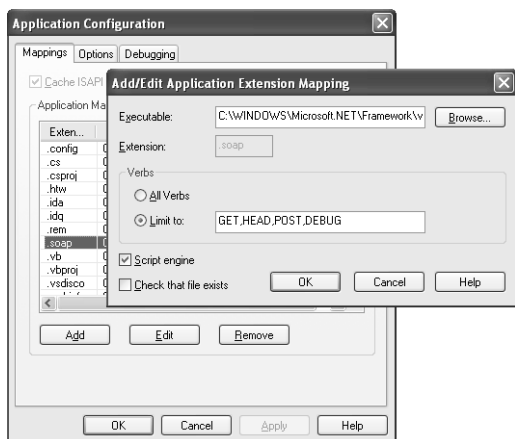 Application Configuration
Mappings Options Debugging
Cache ISAPI
Application Ma
Exten...
.config
.cs
.csproj
.htw
.ida
.idq
.rem
.soap
.vb
.vbproj
.vsdisco
Add Edit Remove
OK Cancel Apply Help
Add/Edit Application Extension Mapping
Executable: C:\WINDOWS\Microsoft.NET\Framework\v Browse...
Extension: .soap
Verbs
All Verbs
Limit to: GET,HEAD,POST,DEBUG
Script engine
Check that file exists
OK Cancel Help